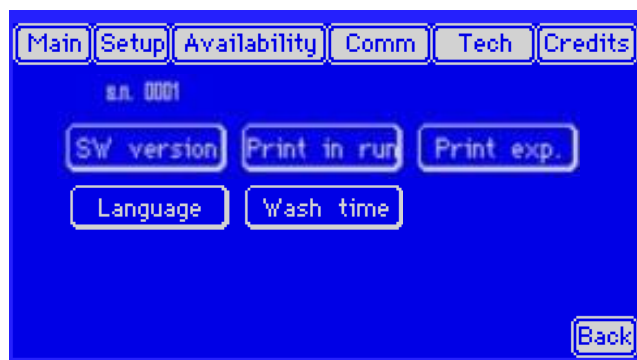 Main Setup Availability Comm Tech Credits
s.n. 0001
SW version Print in run Print exp.
Language Wash time
Back